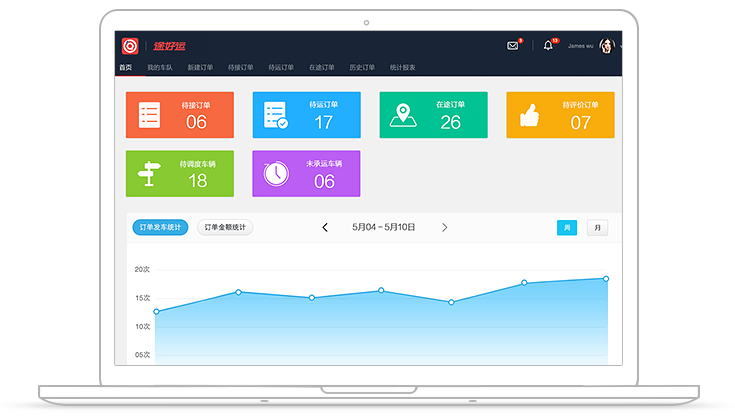 途好运
8
13
James wu
首页 我的车队 新建订单 待接订单 待运订单 在途订单 历史订单 统计报表
待接订单
06
待运订单
17
在途订单
26
待评价订单
07
待调度车辆
18
未承运车辆
06
订单发车统计 订单金额统计 5月04 – 5月10日 周 月
20次
15次
10次
05次